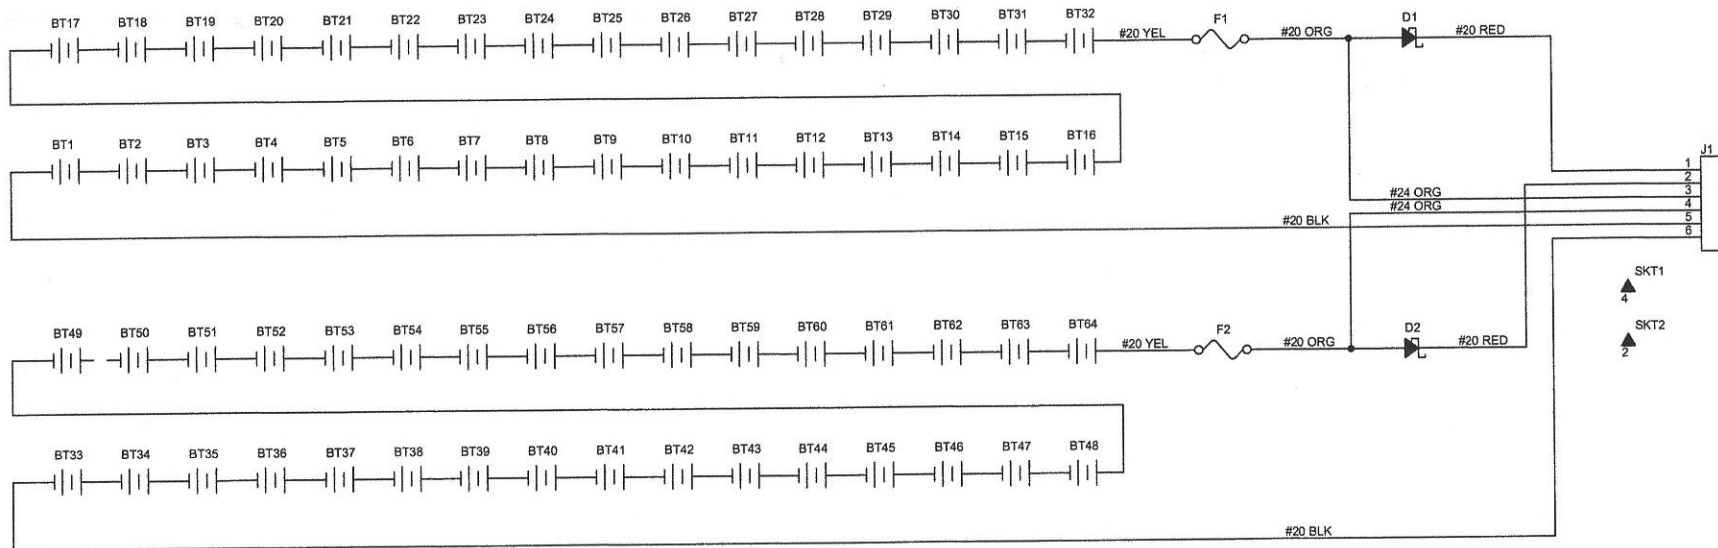 BT17 BT18 BT19 BT20 BT21 BT22 BT23 BT24 BT25 BT26 BT27 BT28 BT29 BT30 BT31 BT32 F1 D1
#20 YEL #20 ORG #20 RED
BT1 BT2 BT3 BT4 BT5 BT6 BT7 BT8 BT9 BT10 BT11 BT12 BT13 BT14 BT15 BT16
J1
1
2
#24 ORG 3
#24 ORG 4
#20 BLK 5
6
SKT1
4
SKT2
2
BT49 BT50 BT51 BT52 BT53 BT54 BT55 BT56 BT57 BT58 BT59 BT60 BT61 BT62 BT63 BT64 F2 D2
#20 YEL #20 ORG #20 RED
BT33 BT34 BT35 BT36 BT37 BT38 BT39 BT40 BT41 BT42 BT43 BT44 BT45 BT46 BT47 BT48
#20 BLK